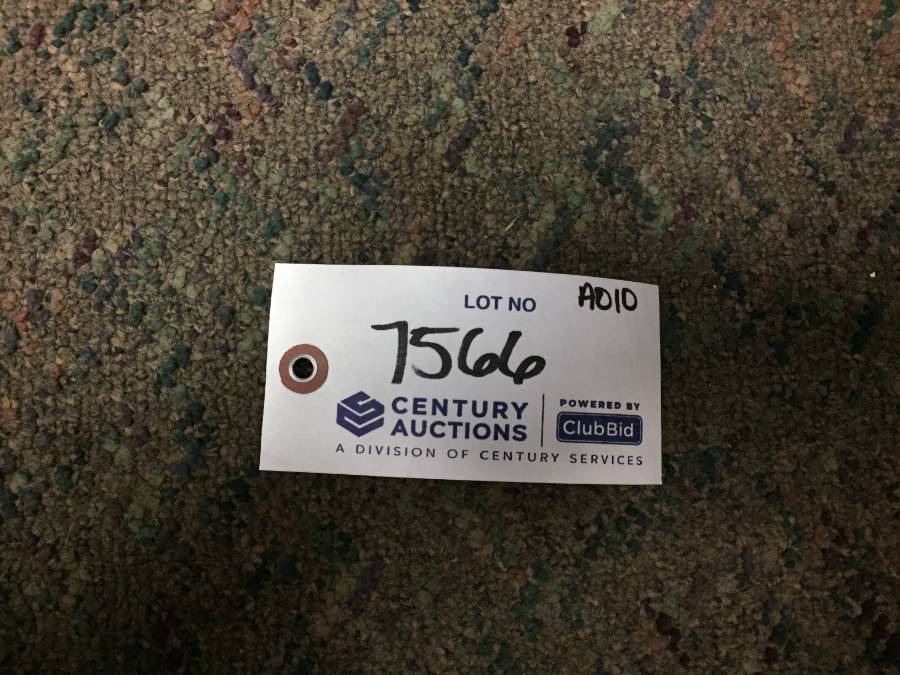 LOT NO A010
7566
CENTURY AUCTIONS
POWERED BY
ClubBid
A DIVISION OF CENTURY SERVICES